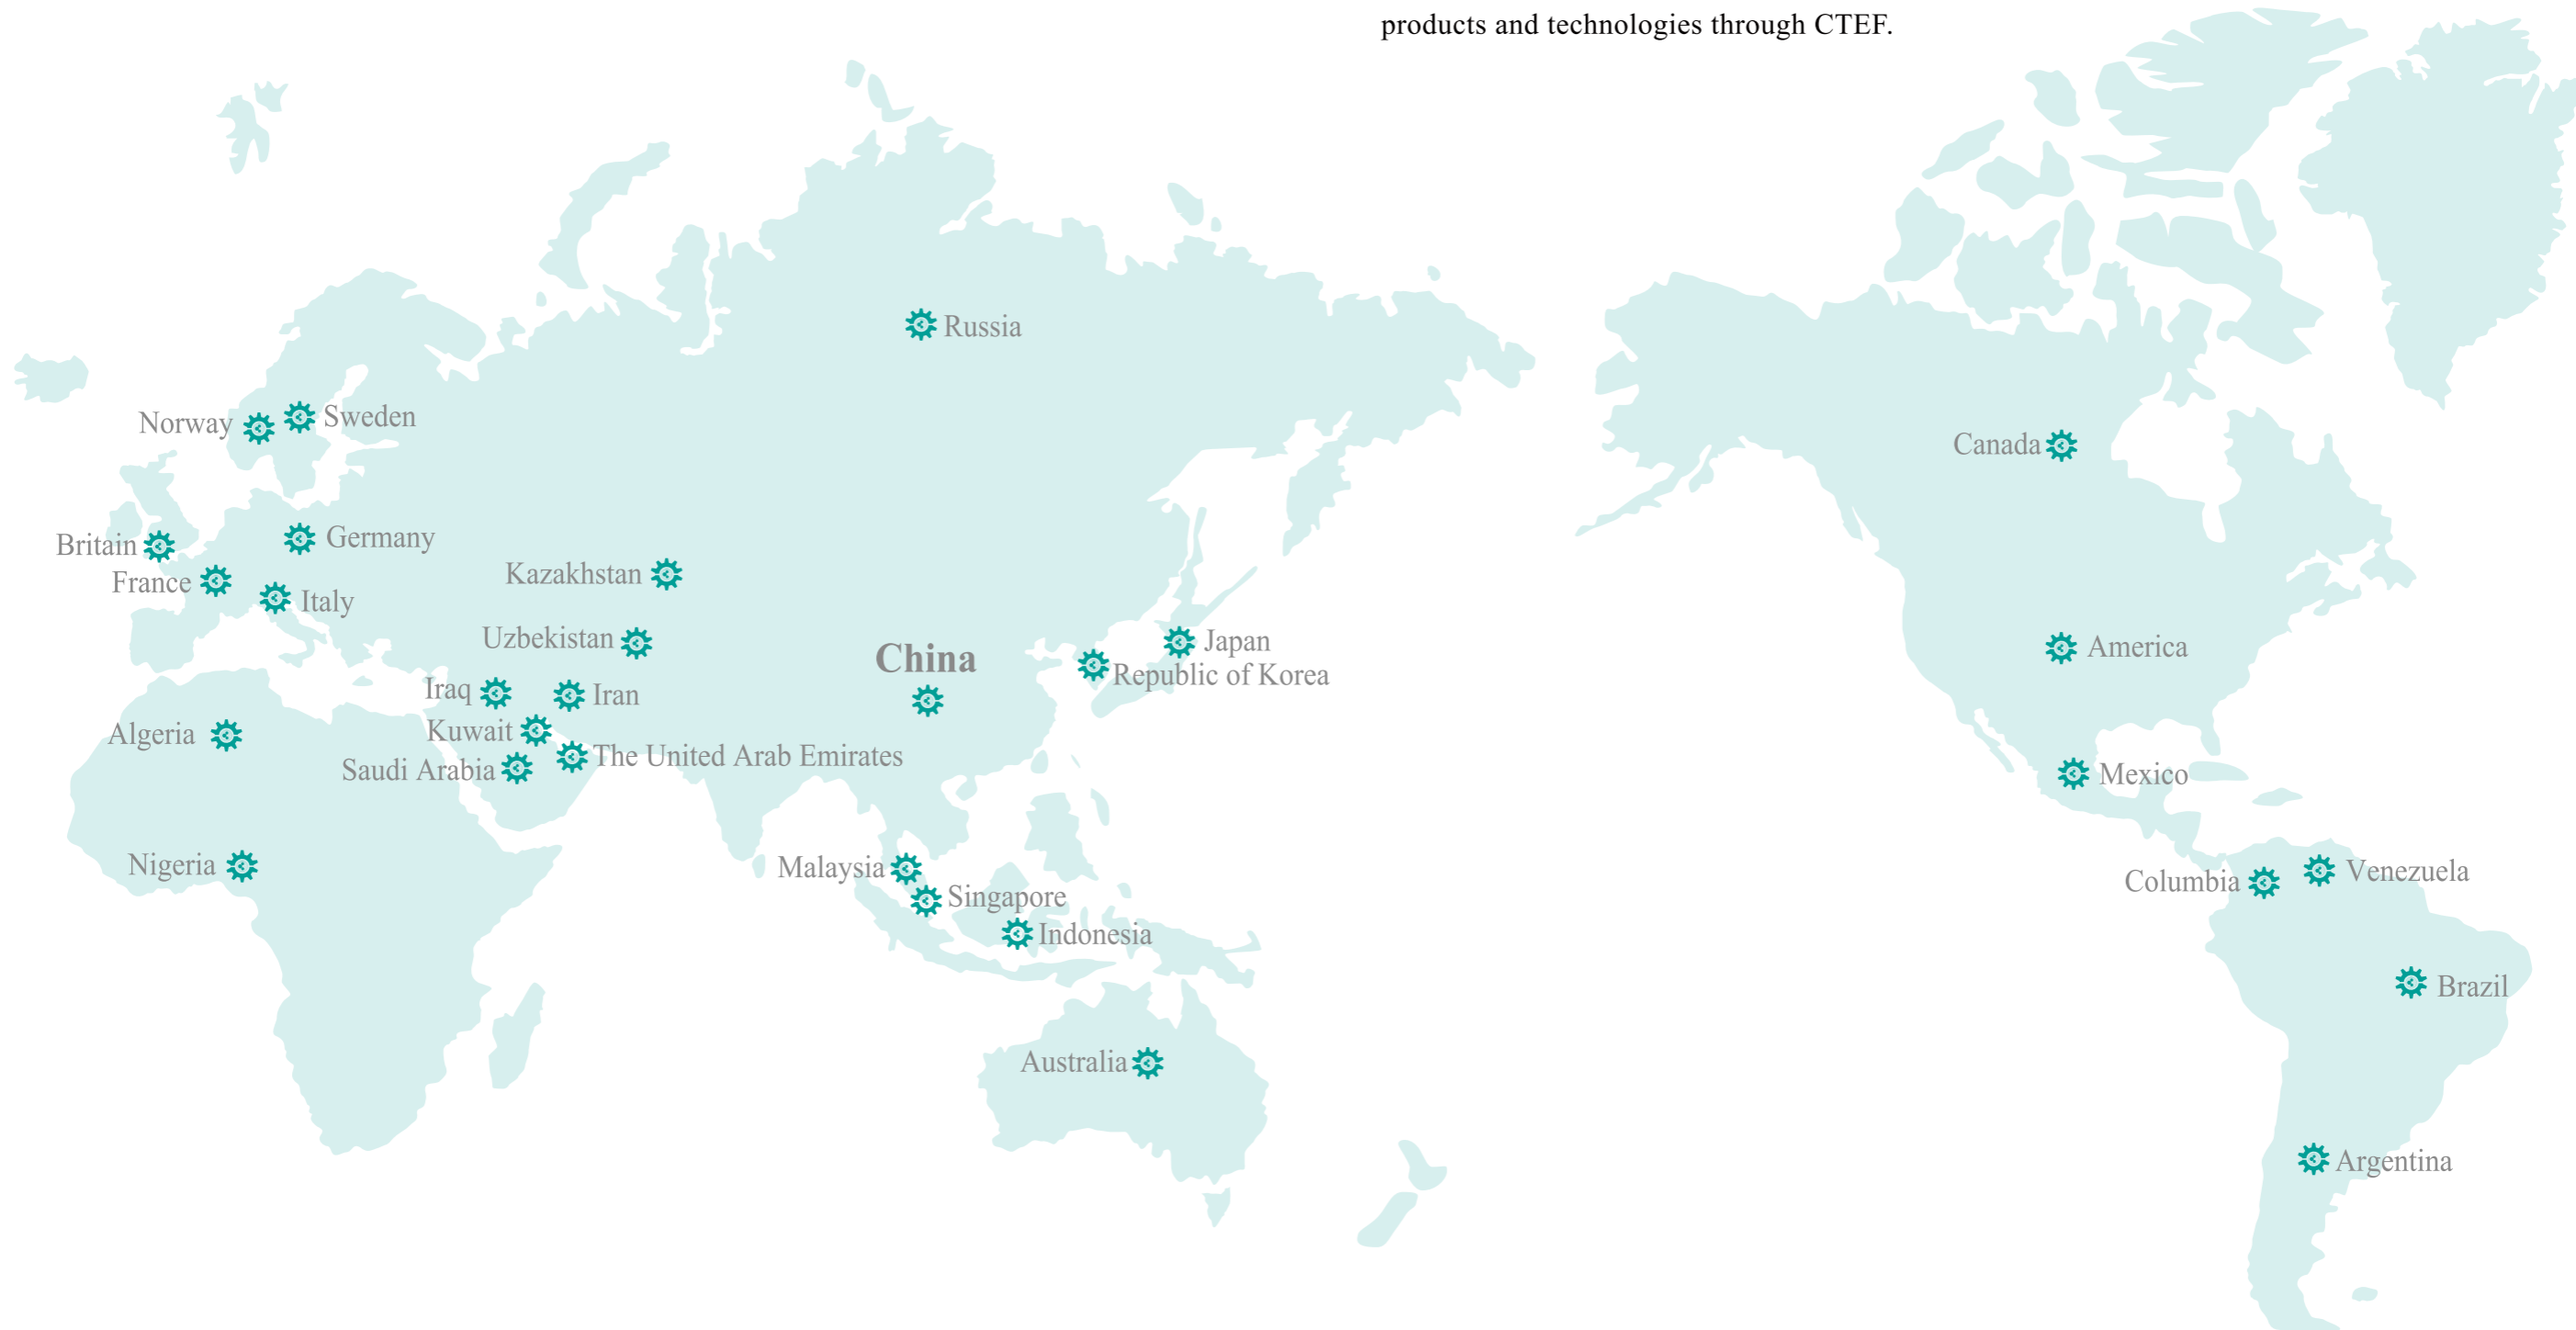 products and technologies through CTEF.
Russia
Norway
Sweden
Canada
Britain
Germany
France
Italy
Kazakhstan
Uzbekistan
China
Japan
Republic of Korea
America
Iraq
Iran
Algeria
Kuwait
Saudi Arabia
The United Arab Emirates
Mexico
Nigeria
Malaysia
Singapore
Indonesia
Columbia
Venezuela
Brazil
Australia
Argentina